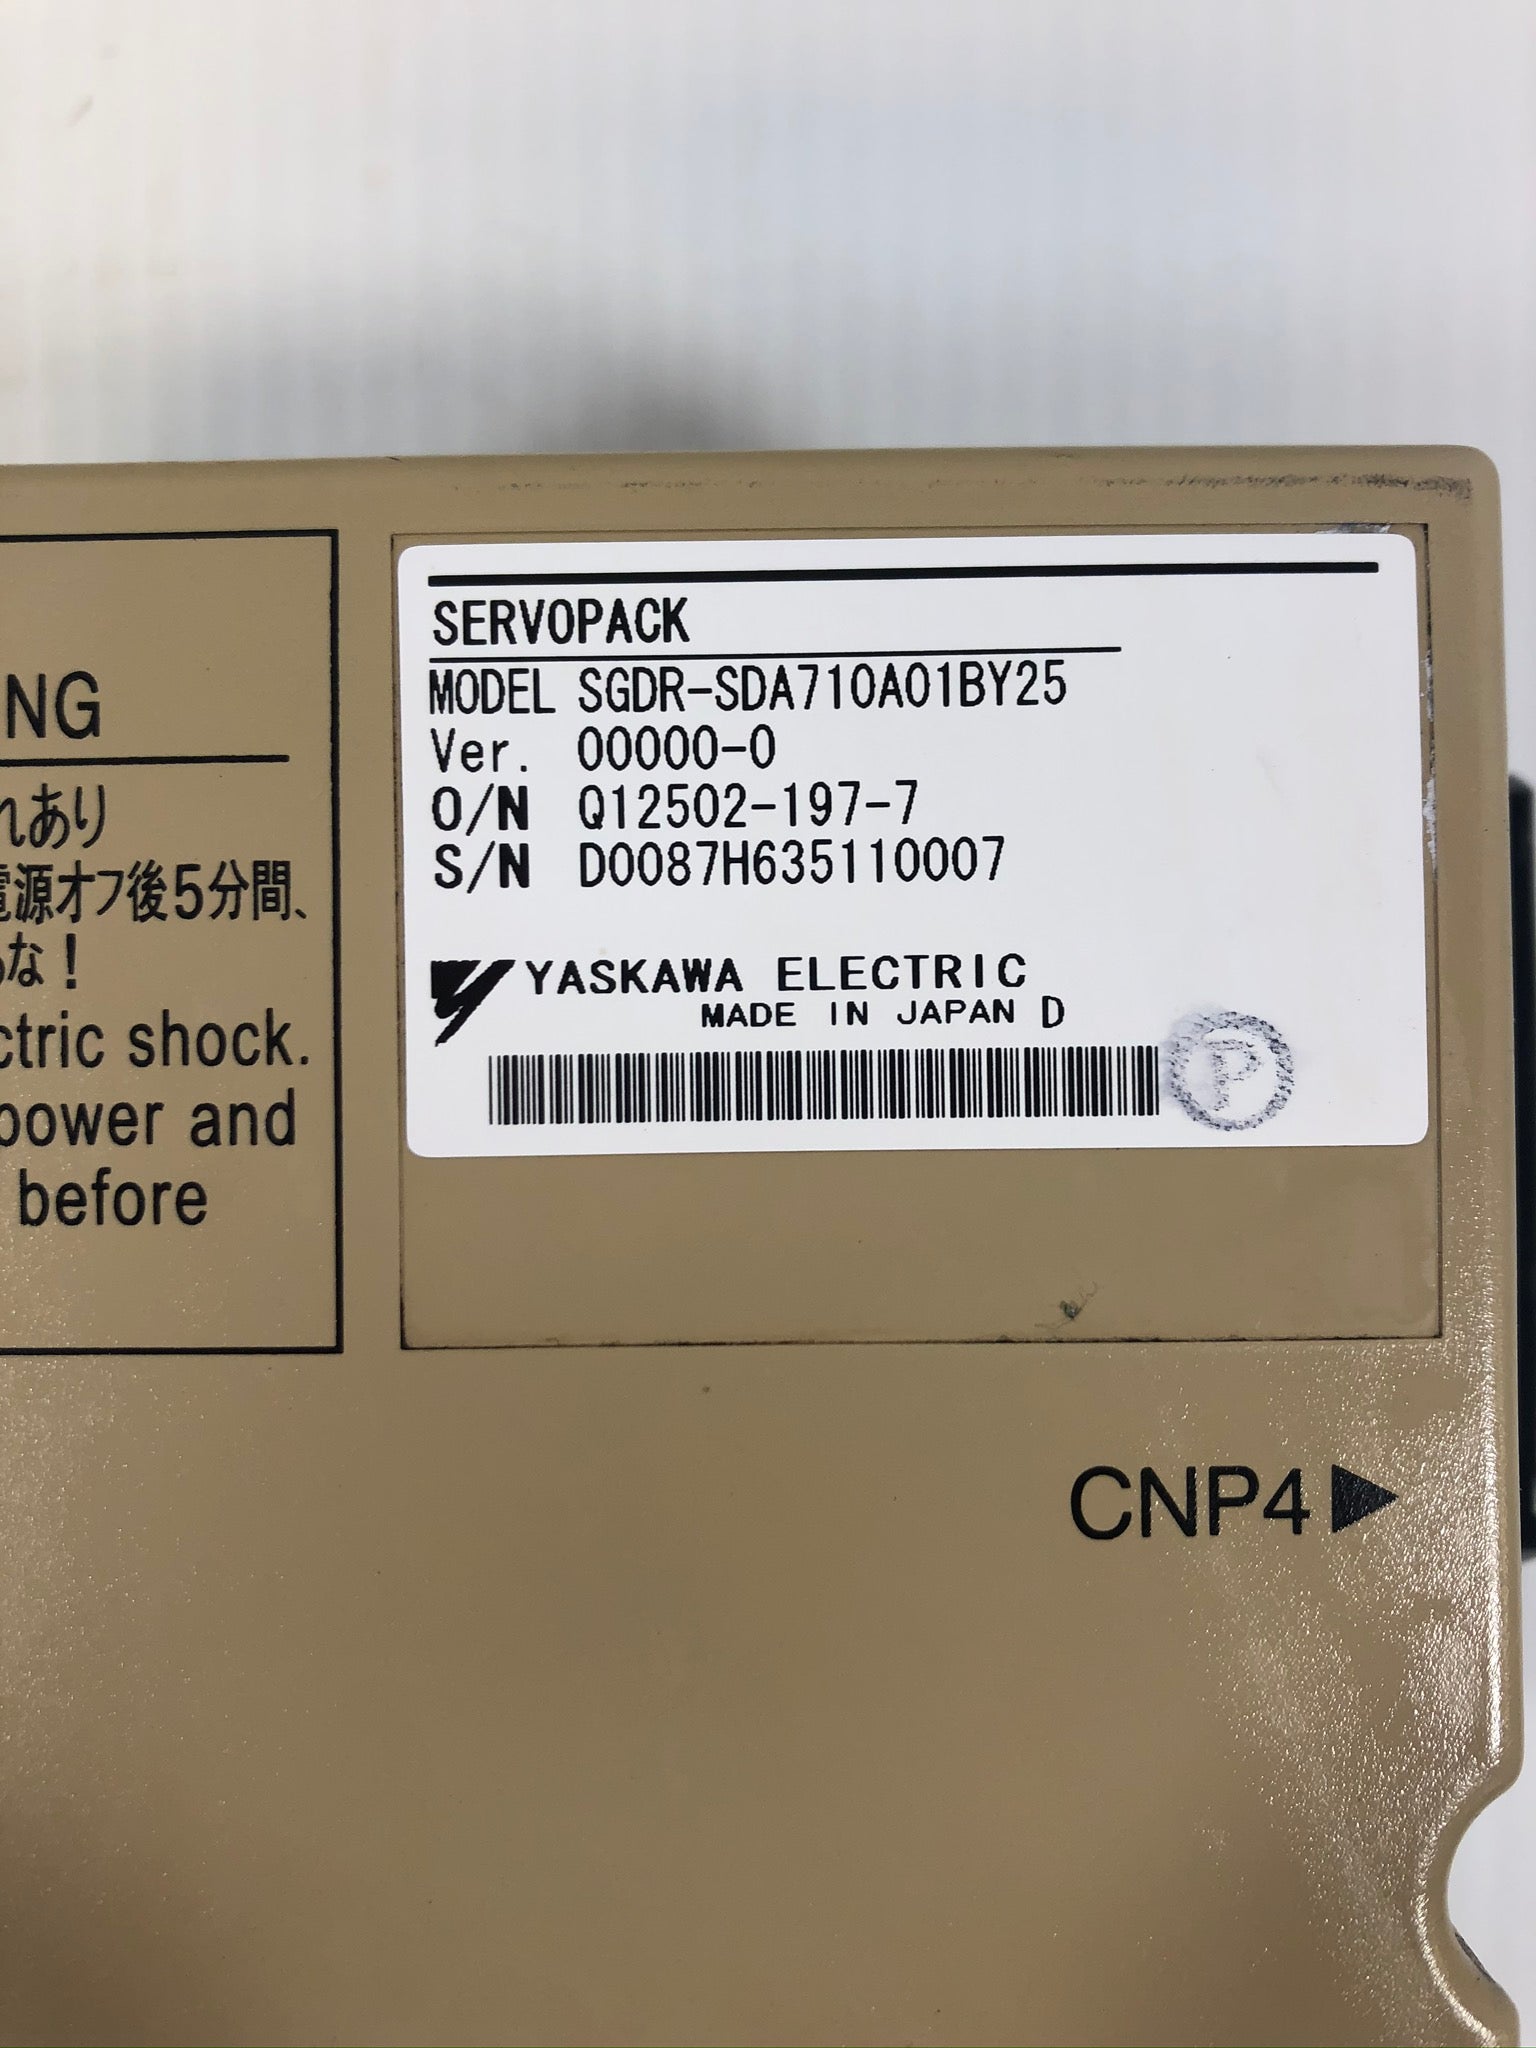 NG
れあり
電源オフ後5分間、
るな！
ctric shock.
power and
before
SERVOPACK
MODEL SGDR-SDA710A01BY25
Ver. 00000-0
O/N Q12502-197-7
S/N D0087H635110007
YASKAWA ELECTRIC
MADE IN JAPAN D
P
CNP4